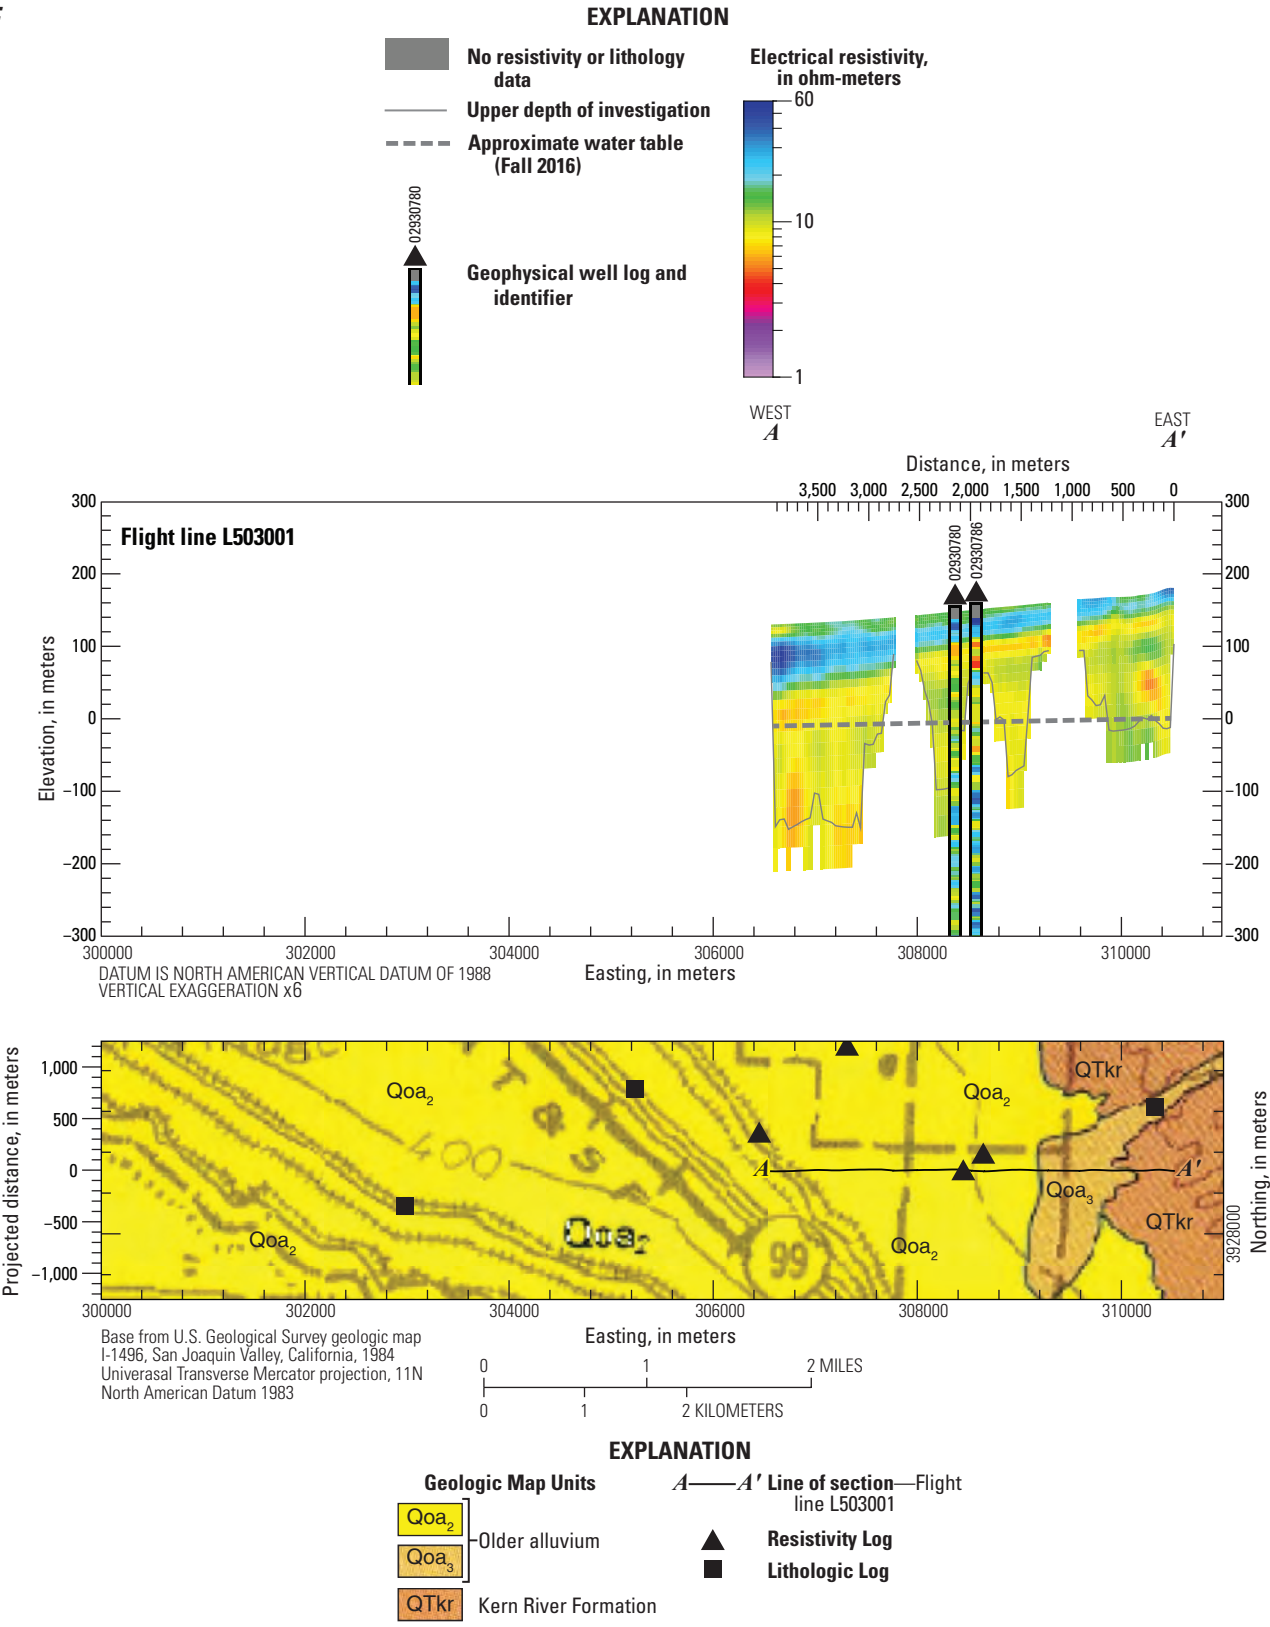 EXPLANATION
No resistivity or lithology
data
Upper depth of investigation
Approximate water table
(Fall 2016)
02930780
Geophysical well log and
identifier
Electrical resistivity,
in ohm-meters
60
10
1
WEST
A
EAST
A′
Distance, in meters
3,500 3,000 2,500 2,000 1,500 1,000 500 0
Flight line L503001
02930780
02930786
Elevation, in meters
300
200
100
0
−100
−200
−300
300
200
100
0
−100
−200
−300
300000 302000 304000 306000 308000 310000
DATUM IS NORTH AMERICAN VERTICAL DATUM OF 1988
VERTICAL EXAGGERATION x6
Easting, in meters
Projected distance, in meters
1,000
500
0
−500
−1,000
Qoa2
400
T
&
S
Qoa2
QTkr
A
A′
Qoa3
Qoa2
Qoa2
99
Qoa2
QTkr
3928000
Northing, in meters
300000 302000 304000 306000 308000 310000
Easting, in meters
Base from U.S. Geological Survey geologic map
I-1496, San Joaquin Valley, California, 1984
Univerasal Transverse Mercator projection, 11N
North American Datum 1983
0 1 2 MILES
0 1 2 KILOMETERS
EXPLANATION
Geologic Map Units
Qoa2
Qoa3
Older alluvium
QTkr Kern River Formation
A—A′ Line of section—Flight
line L503001
Resistivity Log
Lithologic Log